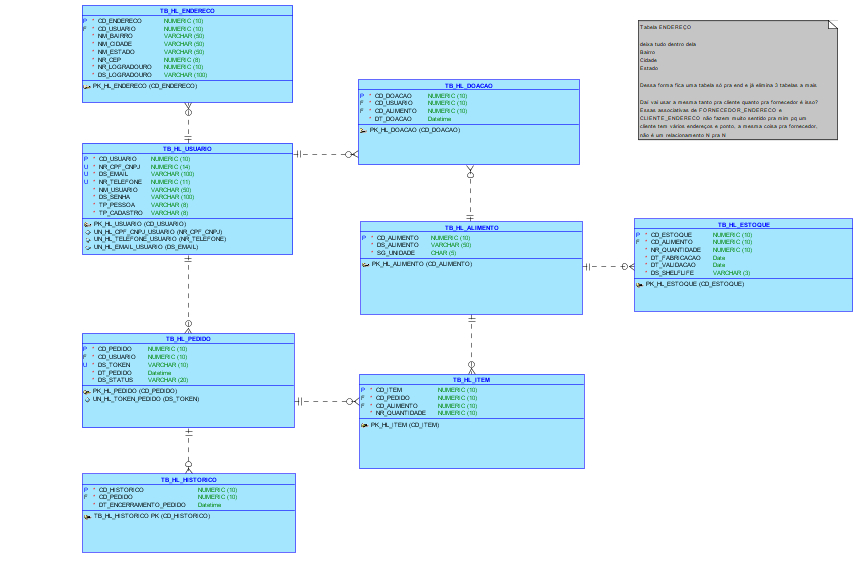 TB_HL_ENDERECO
P * CD_ENDERECO NUMERIC (10)
F * CD_USUARIO NUMERIC (10)
* NM_BAIRRO VARCHAR (50)
* NM_CIDADE VARCHAR (50)
* NM_ESTADO VARCHAR (50)
* NR_CEP NUMERIC (8)
* NR_LOGRADOURO NUMERIC (10)
* DS_LOGRADOURO VARCHAR (100)
PK_HL_ENDERECO (CD_ENDERECO)
Tabela ENDEREÇO
deixa tudo dentro dela
Bairro
Cidade
Estado
Dessa forma fica uma tabela só pra end e já elimina 3 tabelas a mais
Daí vai usar a mesma tanto pra cliente quanto pra fornecedor é isso?
Essas associativas de FORNECEDOR_ENDERECO e
CLIENTE_ENDERECO não fazem muito sentido pra mim pq um
cliente tem vários endereços e ponto, a mesma coisa pra fornecedor,
não é um relacionamento N pra N
TB_HL_DOACAO
P * CD_DOACAO NUMERIC (10)
F * CD_USUARIO NUMERIC (10)
F * CD_ALIMENTO NUMERIC (10)
* DT_DOACAO Datetime
PK_HL_DOACAO (CD_DOACAO)
TB_HL_USUARIO
P * CD_USUARIO NUMERIC (10)
U * NR_CPF_CNPJ NUMERIC (14)
U * DS_EMAIL VARCHAR (100)
U * NR_TELEFONE NUMERIC (11)
* NM_USUARIO VARCHAR (50)
* DS_SENHA VARCHAR (100)
* TP_PESSOA VARCHAR (8)
* TP_CADASTRO VARCHAR (8)
PK_HL_USUARIO (CD_USUARIO)
UN_HL_CPF_CNPJ_USUARIO (NR_CPF_CNPJ)
UN_HL_TELEFONE_USUARIO (NR_TELEFONE)
UN_HL_EMAIL_USUARIO (DS_EMAIL)
TB_HL_ALIMENTO
P * CD_ALIMENTO NUMERIC (10)
* DS_ALIMENTO VARCHAR (50)
* SG_UNIDADE CHAR (5)
PK_HL_ALIMENTO (CD_ALIMENTO)
TB_HL_ESTOQUE
P * CD_ESTOQUE NUMERIC (10)
F * CD_ALIMENTO NUMERIC (10)
* NR_QUANTIDADE NUMERIC (10)
* DT_FABRICACAO Date
* DT_VALIDACAO Date
* DS_SHELFLIFE VARCHAR (3)
PK_HL_ESTOQUE (CD_ESTOQUE)
TB_HL_PEDIDO
P * CD_PEDIDO NUMERIC (10)
F * CD_USUARIO NUMERIC (10)
U * DS_TOKEN VARCHAR (10)
* DT_PEDIDO Datetime
* DS_STATUS VARCHAR (20)
PK_HL_PEDIDO (CD_PEDIDO)
UN_HL_TOKEN_PEDIDO (DS_TOKEN)
TB_HL_ITEM
P * CD_ITEM NUMERIC (10)
F * CD_PEDIDO NUMERIC (10)
F * CD_ALIMENTO NUMERIC (10)
* NR_QUANTIDADE NUMERIC (10)
PK_HL_ITEM (CD_ITEM)
TB_HL_HISTORICO
P * CD_HISTORICO NUMERIC (10)
F * CD_PEDIDO NUMERIC (10)
* DT_ENCERRAMENTO_PEDIDO Datetime
TB_HL_HISTORICO PK (CD_HISTORICO)